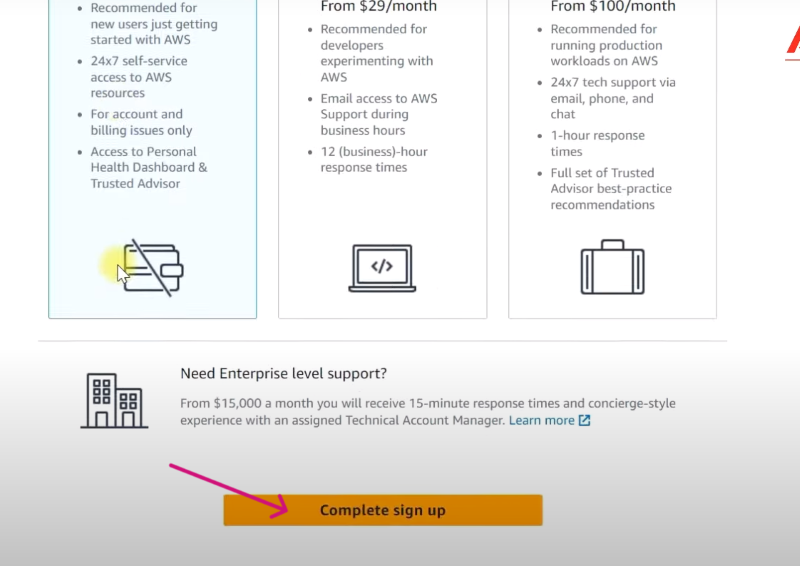 Recommended for
new users just getting
started with AWS
24x7 self-service
access to AWS
resources
For account and
billing issues only
Access to Personal
Health Dashboard &
Trusted Advisor
From $29/month
Recommended for
developers
experimenting with
AWS
Email access to AWS
Support during
business hours
12 (business)-hour
response times
</>
From $100/month
Recommended for
running production
workloads on AWS
24x7 tech support via
email, phone, and
chat
1-hour response
times
Full set of Trusted
Advisor best-practice
recommendations
Need Enterprise level support?
From $15,000 a month you will receive 15-minute response times and concierge-style
experience with an assigned Technical Account Manager. Learn more
Complete sign up